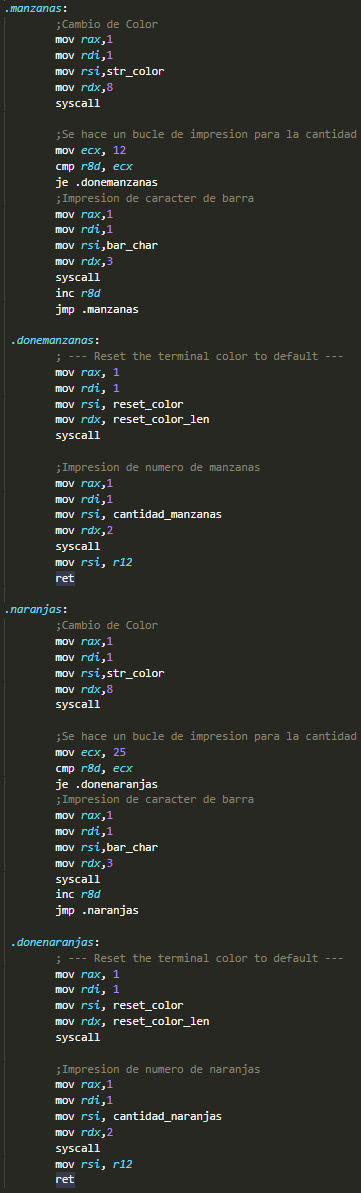 .manzanas:
;Cambio de Color
mov rax,1
mov rdi,1
mov rsi,str_color
mov rdx,8
syscall
;Se hace un bucle de impresion para la cantidad
mov ecx, 12
cmp r8d, ecx
je .donemanzanas
;Impresion de caracter de barra
mov rax,1
mov rdi,1
mov rsi,bar_char
mov rdx,3
syscall
inc r8d
jmp .manzanas
.donemanzanas:
; --- Reset the terminal color to default ---
mov rax, 1
mov rdi, 1
mov rsi, reset_color
mov rdx, reset_color_len
syscall
;Impresion de numero de manzanas
mov rax,1
mov rdi,1
mov rsi, cantidad_manzanas
mov rdx,2
syscall
mov rsi, r12
ret
.naranjas:
;Cambio de Color
mov rax,1
mov rdi,1
mov rsi,str_color
mov rdx,8
syscall
;Se hace un bucle de impresion para la cantidad
mov ecx, 25
cmp r8d, ecx
je .donenaranjas
;Impresion de caracter de barra
mov rax,1
mov rdi,1
mov rsi,bar_char
mov rdx,3
syscall
inc r8d
jmp .naranjas
.donenaranjas:
; --- Reset the terminal color to default ---
mov rax, 1
mov rdi, 1
mov rsi, reset_color
mov rdx, reset_color_len
syscall
;Impresion de numero de naranjas
mov rax,1
mov rdi,1
mov rsi, cantidad_naranjas
mov rdx,2
syscall
mov rsi, r12
ret